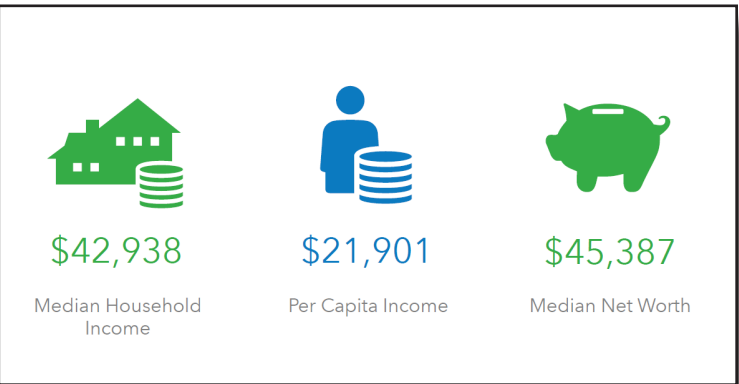 $42,938
Median Household
Income
$21,901
Per Capita Income
$45,387
Median Net Worth